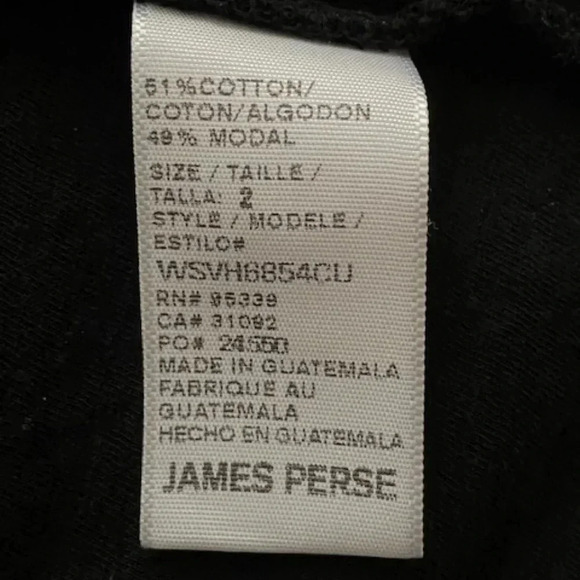 51%COTTON/
COTON/ALGODON
49% MODAL
SIZE / TAILLE /
TALLA: 2
STYLE / MODELE /
ESTILO#
WSVH6854CU
RN# 95339
CA# 31092
PO# 24550
MADE IN GUATEMALA
FABRIQUE AU
GUATEMALA
HECHO EN GUATEMALA
JAMES PERSE